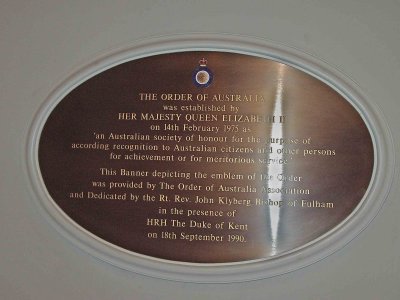 THE ORDER OF AUSTRALIA
was established by
HER MAJESTY QUEEN ELIZABETH II
on 14th February 1975 as
'an Australian society of honour for the purpose of
according recognition to Australian citizens and other persons
for achievement or for meritorious service'
This Banner depicting the emblem of the Order
was provided by The Order of Australia Association
and Dedicated by the Rt. Rev. John Klyberg Bishop of Fulham
in the presence of
HRH The Duke of Kent
on 18th September 1990.